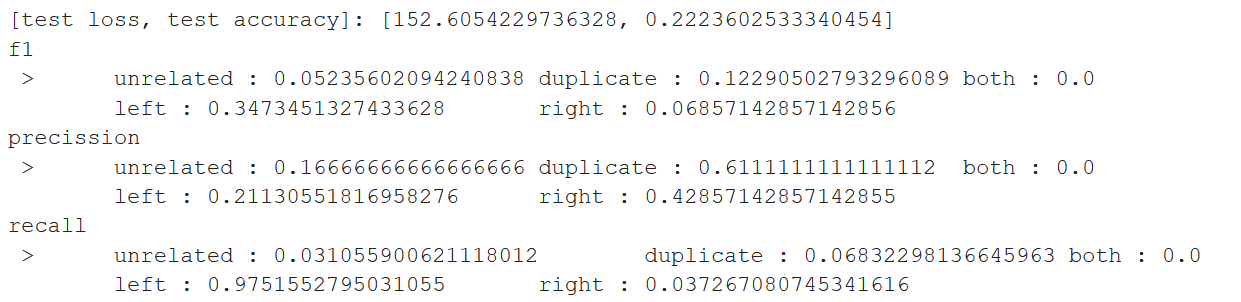 [test loss, test accuracy]: [152.6054229736328, 0.2223602533340454]
f1
> unrelated : 0.05235602094240838 duplicate : 0.12290502793296089 both : 0.0
left : 0.3473451327433628 right : 0.06857142857142856
precission
> unrelated : 0.16666666666666666 duplicate : 0.6111111111111112 both : 0.0
left : 0.21130551816958276 right : 0.42857142857142855
recall
> unrelated : 0.031055900621118012 duplicate : 0.06832298136645963 both : 0.0
left : 0.9751552795031055 right : 0.037267080745341616